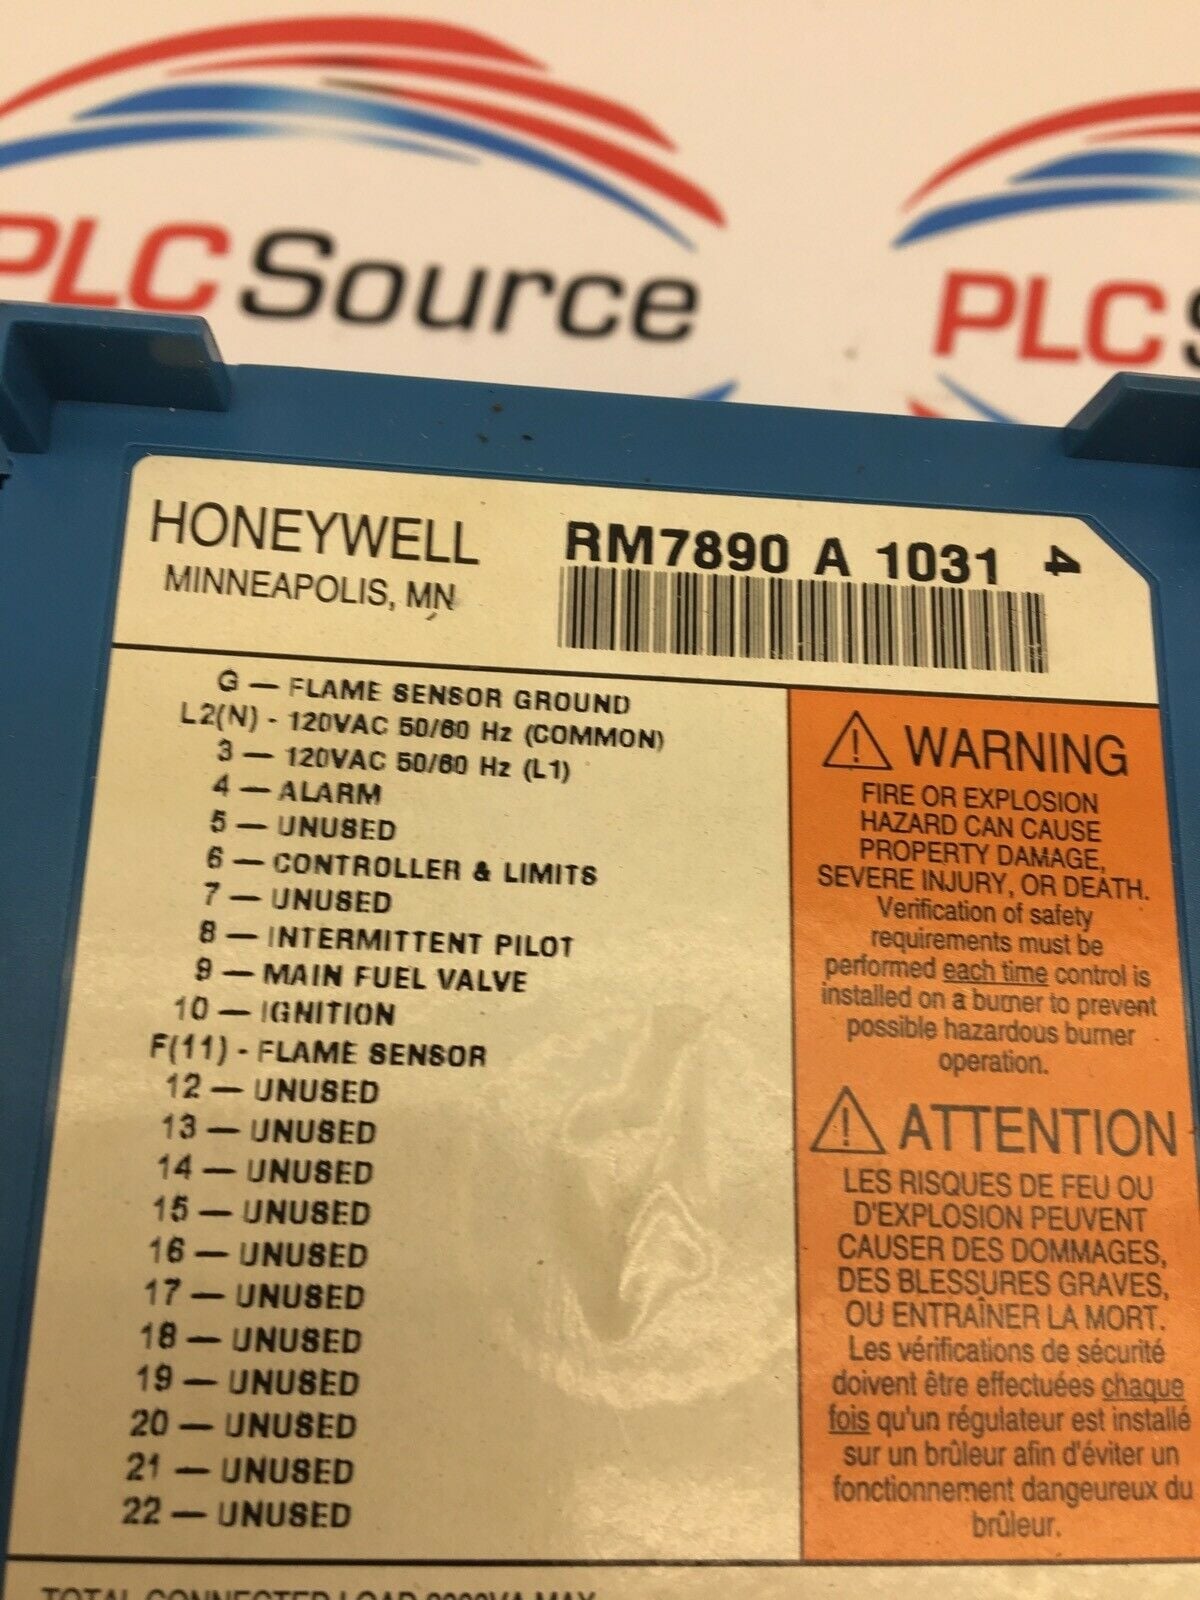 PLC Source
PLC S
HONEYWELL
MINNEAPOLIS, MN
RM7890 A 1031 4
G — FLAME SENSOR GROUND
L2(N) - 120VAC 50/60 Hz (COMMON)
3 — 120VAC 50/60 Hz (L1)
4 — ALARM
5 — UNUSED
6 — CONTROLLER & LIMITS
7 — UNUSED
8 — INTERMITTENT PILOT
9 — MAIN FUEL VALVE
10 — IGNITION
F(11) - FLAME SENSOR
12 — UNUSED
13 — UNUSED
14 — UNUSED
15 — UNUSED
16 — UNUSED
17 — UNUSED
18 — UNUSED
19 — UNUSED
20 — UNUSED
21 — UNUSED
22 — UNUSED
WARNING
FIRE OR EXPLOSION
HAZARD CAN CAUSE
PROPERTY DAMAGE,
SEVERE INJURY, OR DEATH.
Verification of safety
requirements must be
performed each time control is
installed on a burner to prevent
possible hazardous burner
operation.
ATTENTION
LES RISQUES DE FEU OU
D'EXPLOSION PEUVENT
CAUSER DES DOMMAGES,
DES BLESSURES GRAVES,
OU ENTRAÎNER LA MORT.
Les vérifications de sécurité
doivent être effectuées chaque
fois qu'un régulateur est installé
sur un brûleur afin d'éviter un
fonctionnement dangeureux du
brûleur.
TOTAL CONNECTED LOAD MAX